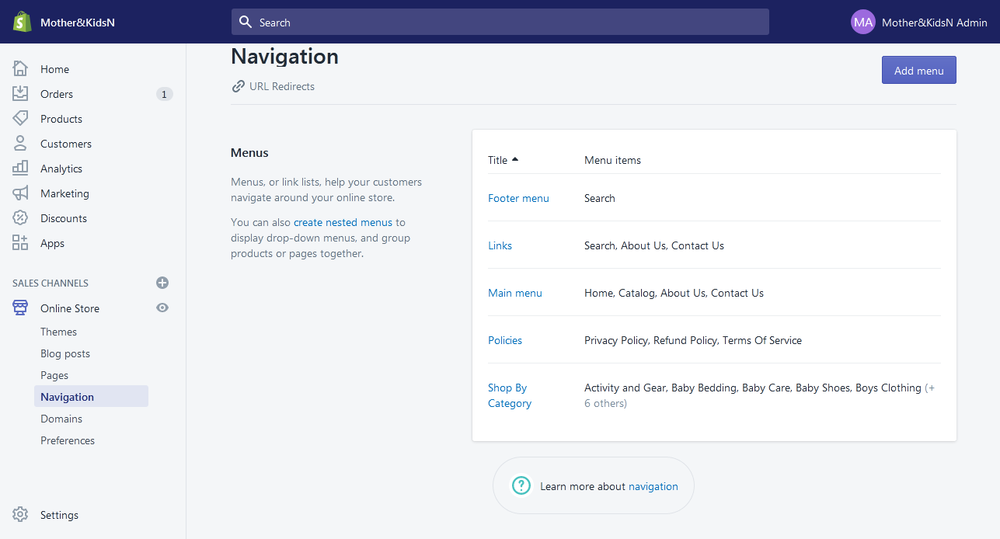 Mother&KidsN
Search
MA
Mother&KidsN Admin
Home
Orders
1
Products
Customers
Analytics
Marketing
Discounts
Apps
SALES CHANNELS
Online Store
Themes
Blog posts
Pages
Navigation
Domains
Preferences
Settings
Navigation
URL Redirects
Add menu
Menus
Menus, or link lists, help your customers
navigate around your online store.
You can also create nested menus to
display drop-down menus, and group
products or pages together.
Title Menu items
Footer menu Search
Links Search, About Us, Contact Us
Main menu Home, Catalog, About Us, Contact Us
Policies Privacy Policy, Refund Policy, Terms Of Service
Shop By Activity and Gear, Baby Bedding, Baby Care, Baby Shoes, Boys Clothing (+
Category 6 others)
? Learn more about navigation